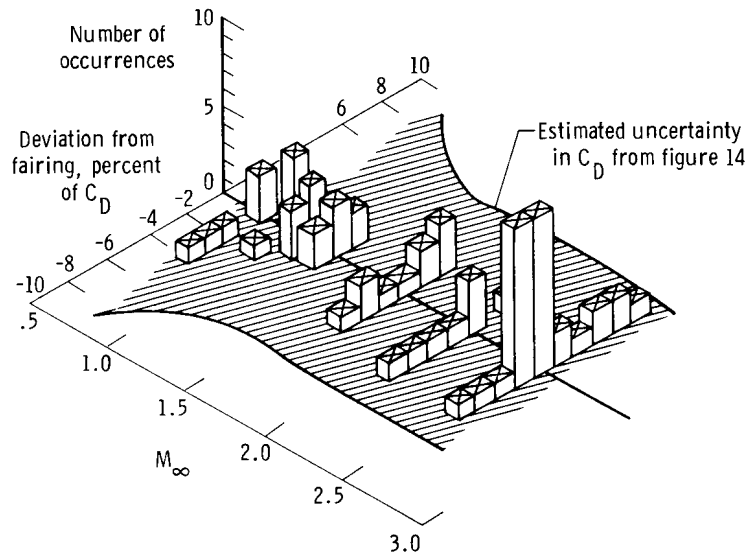 10
Number of
occurrences
5
0
10
8
6
Deviation from
fairing, percent
of C_D
-2
-4
-6
-8
-10
Estimated uncertainty
in C_D from figure 14
.5
1.0
1.5
2.0
2.5
3.0
M_∞